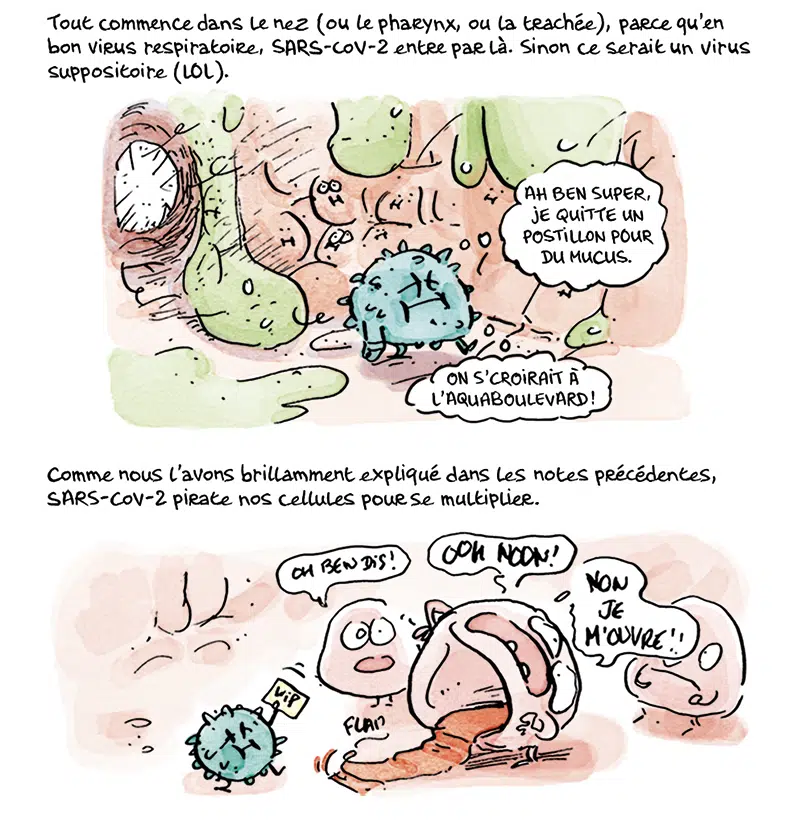 Tout commence dans le nez (ou le pharynx, ou la trachée), parce qu'en
bon virus respiratoire, SARS-CoV-2 entre par là. Sinon ce serait un virus
suppositoire (LOL).
AH BEN SUPER,
JE QUITTE UN
POSTILLON POUR
DU MUCUS.
ON S'CROIRAIT À
L'AQUABOULEVARD!
Comme nous l'avons brillamment expliqué dans les notes précédentes,
SARS-CoV-2 pirate nos cellules pour se multiplier.
OH BEN DIS!
OOH NOON!
NON
JE
M'OUVRE!!
ViP
FLAP